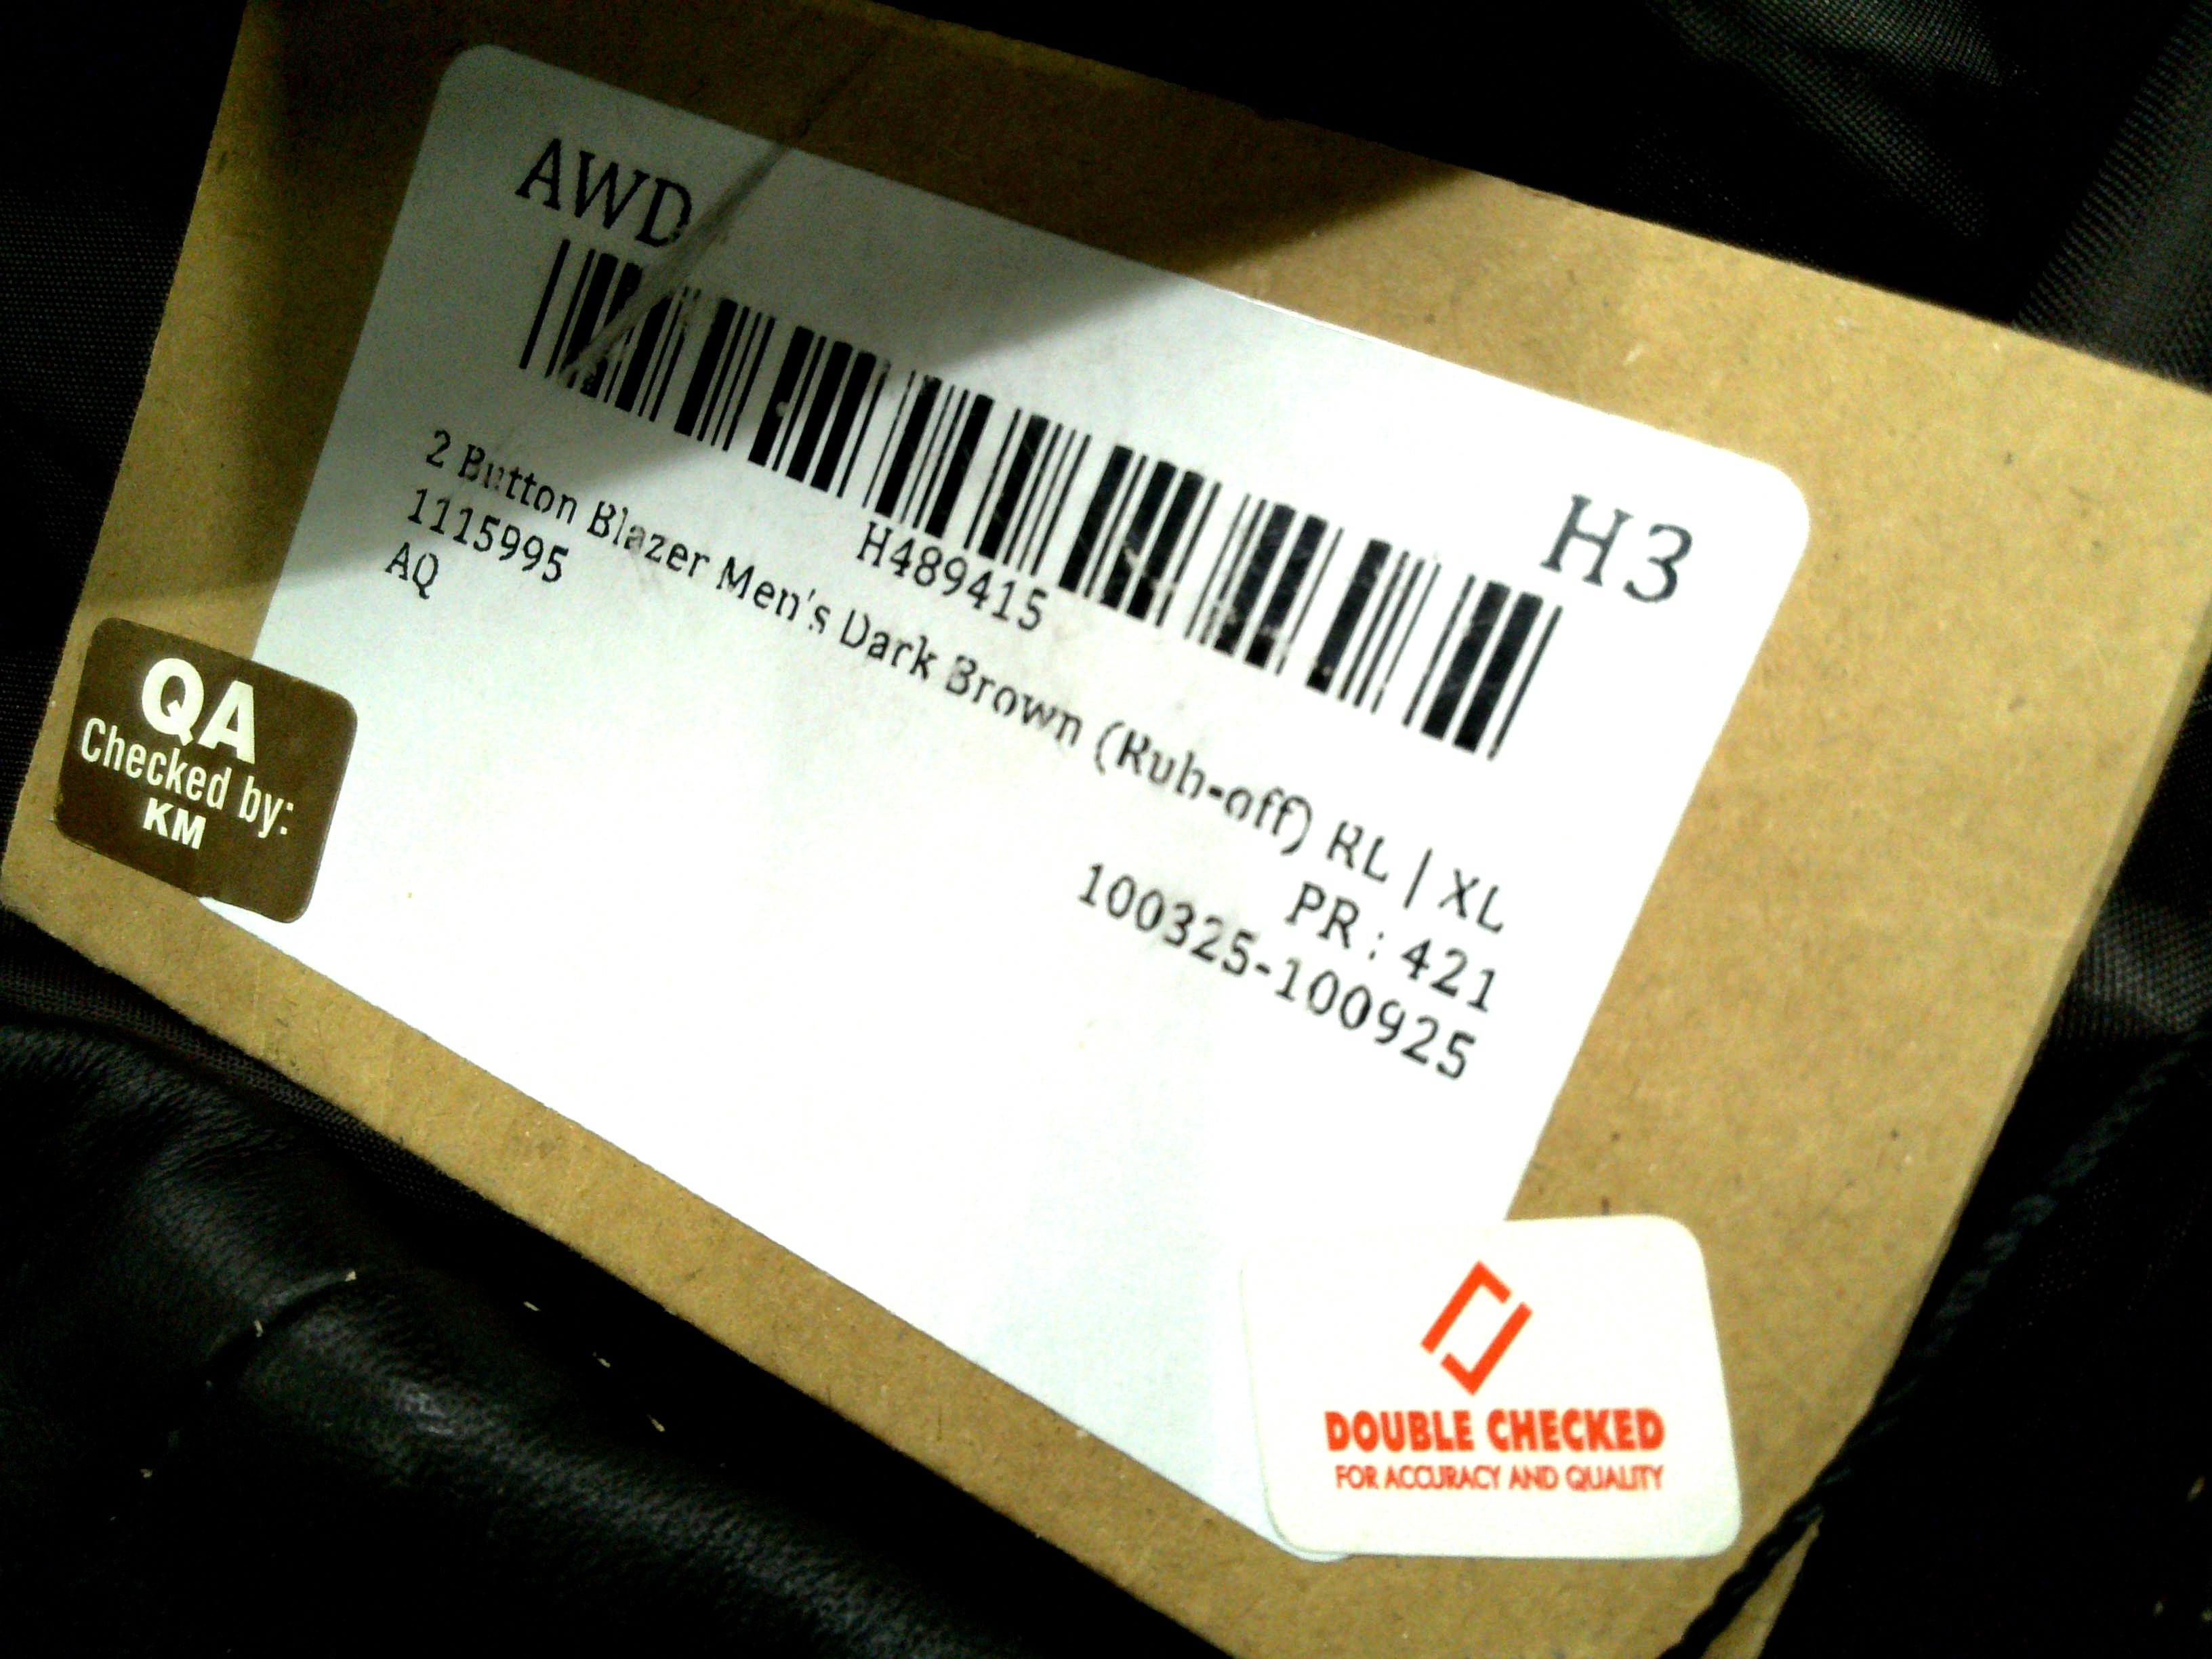 AWD
H3
H489415
2 Button Blazer Men's Dark Brown (Rub-off) RL | XL
1115995
PR : 421
AQ
100325-100925
QA
Checked by:
KM
DOUBLE CHECKED
FOR ACCURACY AND QUALITY